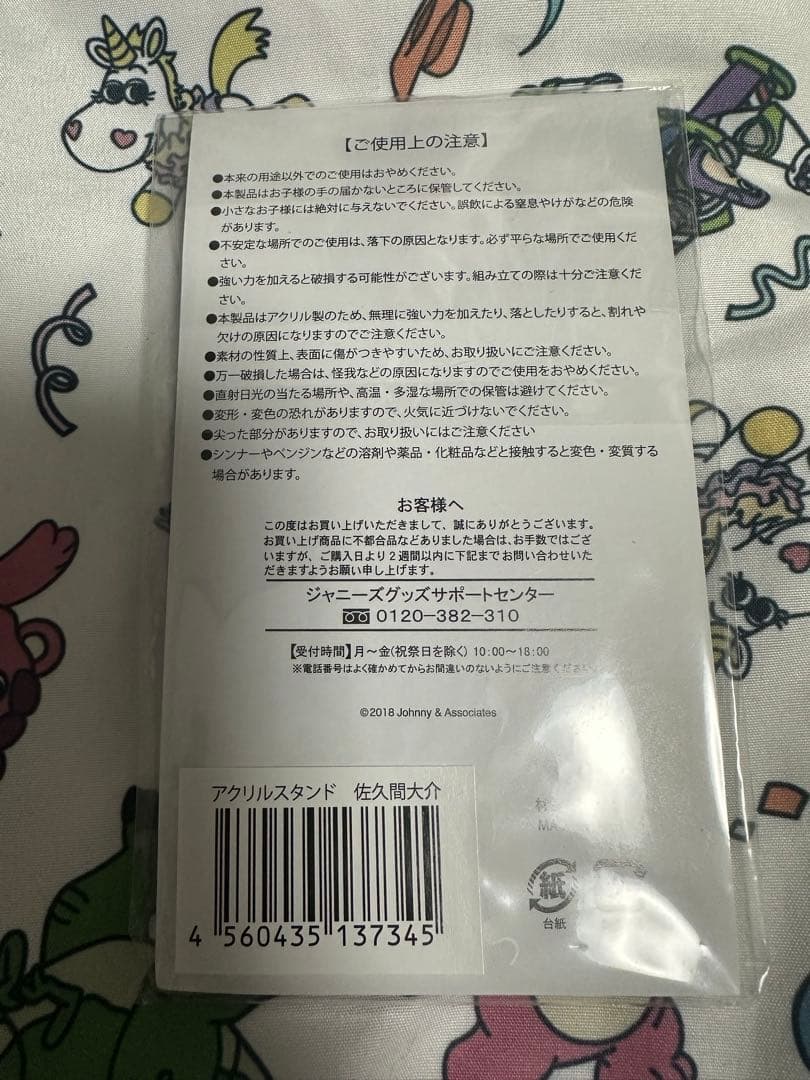 【ご使用上の注意】
●本来の用途以外でのご使用はおやめください。
●本製品はお子様の手の届かないところに保管してください。
●小さなお子様には絶対に与えないでください。誤飲による窒息やけがなどの危険
があります。
●不安定な場所でのご使用は、落下の原因となります。必ず平らな場所でご使用くだ
さい。
●強い力を加えると破損する可能性がございます。組み立ての際は十分ご注意くだ
さい。
●本製品はアクリル製のため、無理に強い力を加えたり、落としたりすると、割れや
欠けの原因になりますのでご注意ください。
●素材の性質上、表面に傷がつきやすいため、お取り扱いにご注意ください。
●万一破損した場合は、怪我などの原因になりますのでご使用をおやめください。
●直射日光の当たる場所や、高温・多湿な場所での保管は避けてください。
●変形・変色の恐れがありますので、火気に近づけないでください。
●尖った部分がありますので、お取り扱いにはご注意ください
●シンナーやベンジンなどの溶剤や薬品・化粧品などと接触すると変色・変質する
場合があります。
お客様へ
この度はお買い上げいただきまして、誠にありがとうございます。
お買い上げ商品に不都合品などありました場合は、お手数ではござ
いますが、ご購入日より2週間以内に下記までお問い合わせいた
だきますようお願い申し上げます。
ジャニーズグッズサポートセンター
0120-382-310
【受付時間】月〜金(祝祭日を除く) 10:00〜18:00
※電話番号はよく確かめてからお間違いのないようにご注意ください。
©2018 Johnny & Associates
アクリルスタンド 佐久間大介
4 560435 137345
MA
紙
台紙